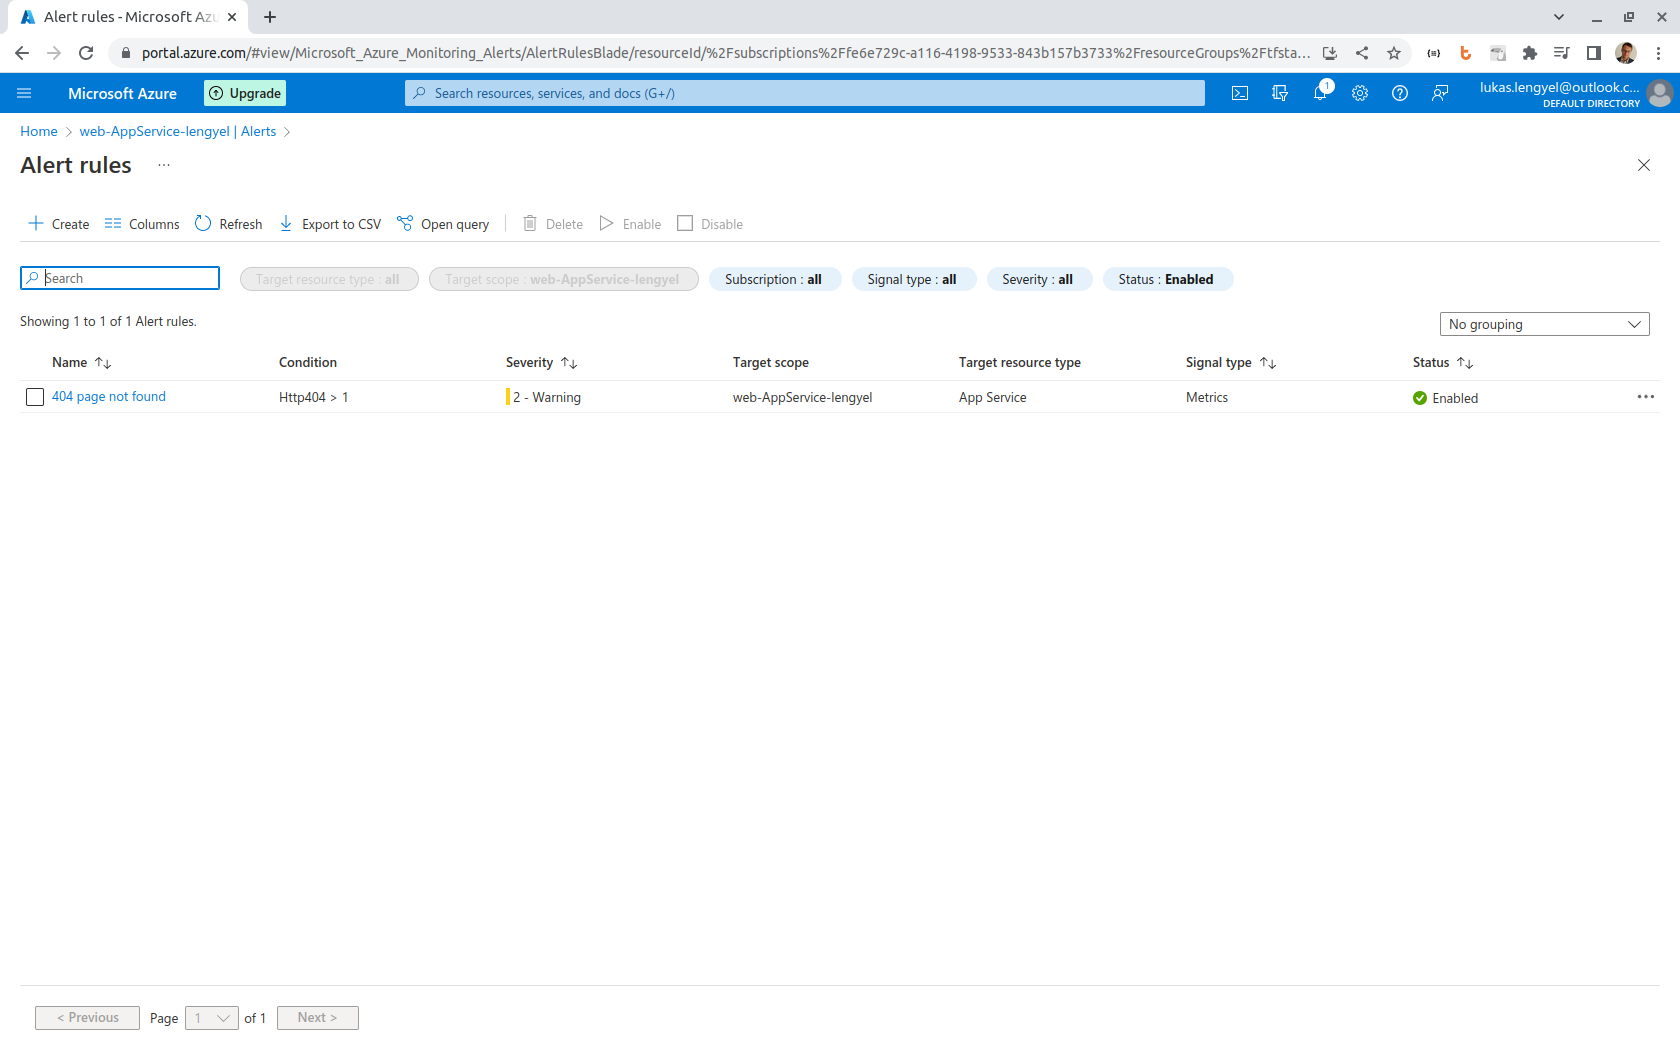 Alert rules - Microsoft Azu
portal.azure.com/#view/Microsoft_Azure_Monitoring_Alerts/AlertRulesBlade/resourceId/%2Fsubscriptions%2Ffe6e729c-a116-4198-9533-843b157b3733%2FresourceGroups%2Ftfsta...
Microsoft Azure
Upgrade
Search resources, services, and docs (G+/)
1
lukas.lengyel@outlook.c...
DEFAULT DIRECTORY
Home > web-AppService-lengyel | Alerts >
Alert rules ...
Create Columns Refresh Export to CSV Open query Delete Enable Disable
Search Target resource type : all Target scope : web-AppService-lengyel Subscription : all Signal type : all Severity : all Status : Enabled
Showing 1 to 1 of 1 Alert rules.
No grouping
Name Condition Severity Target scope Target resource type Signal type Status
404 page not found Http404 > 1 2 - Warning web-AppService-lengyel App Service Metrics Enabled
< Previous Page 1 of 1 Next >